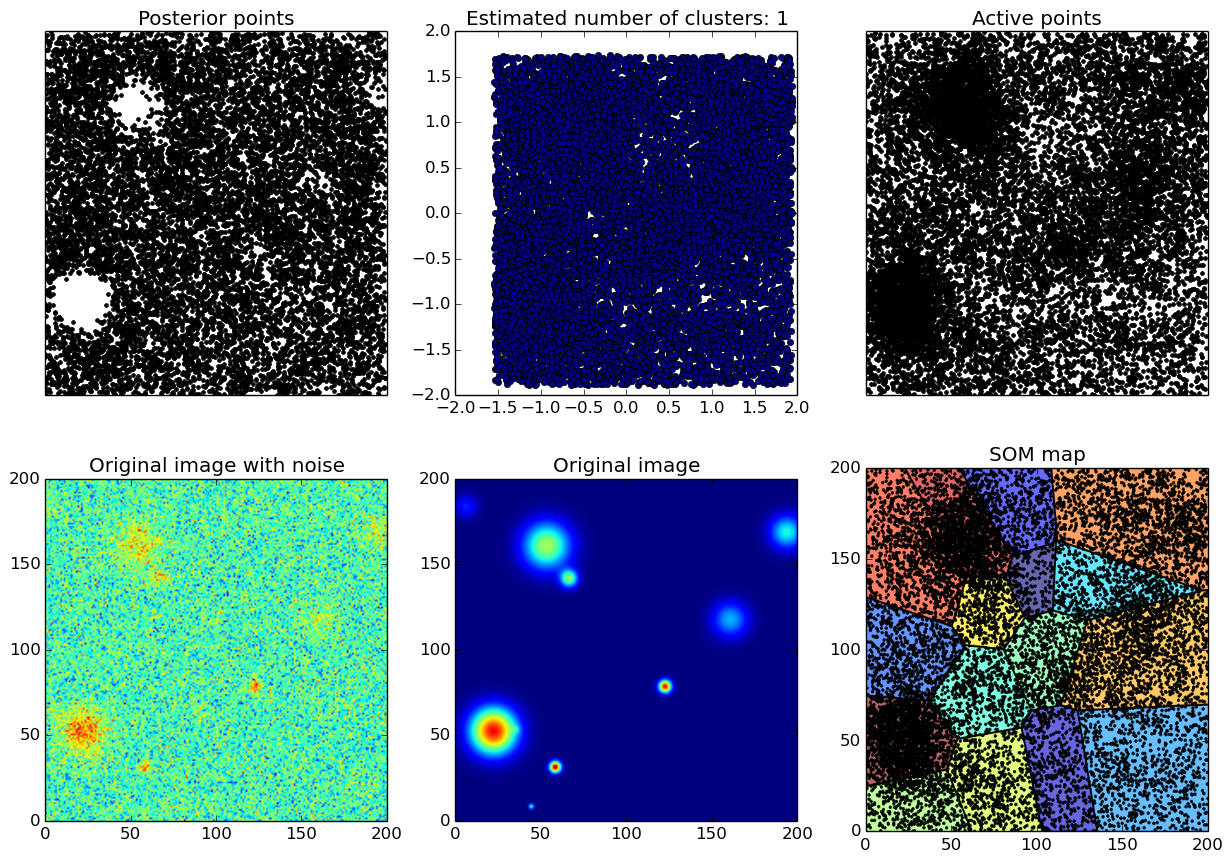 Posterior points
Estimated number of clusters: 1
Active points
2.0
1.5
1.0
0.5
0.0
−0.5
−1.0
−1.5
−2.0
−2.0 −1.5 −1.0 −0.5 0.0 0.5 1.0 1.5 2.0
Original image with noise
Original image
SOM map
200
150
100
50
0
0 50 100 150 200
200
150
100
50
0
0 50 100 150 200
200
150
100
50
0
0 50 100 150 200